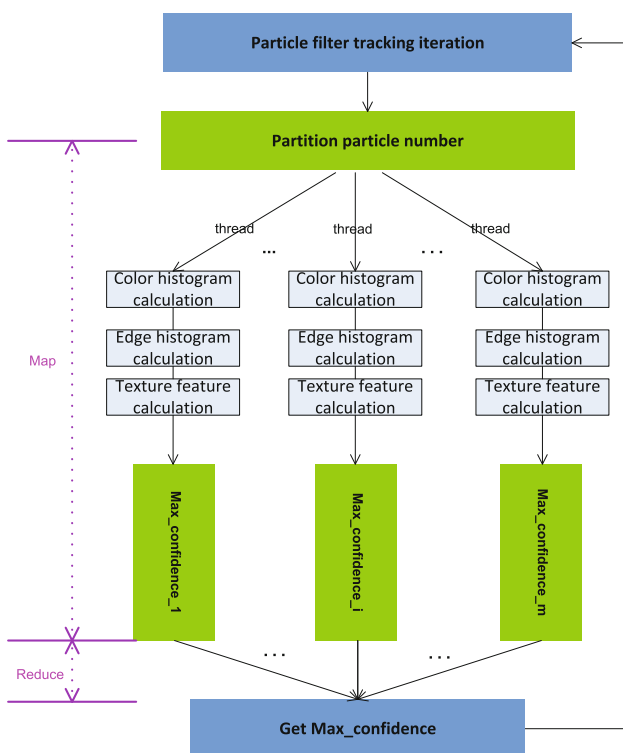 Particle filter tracking iteration
Partition particle number
thread
thread
thread
...
. . .
Color histogram
calculation
Color histogram
calculation
Color histogram
calculation
Edge histogram
calculation
Edge histogram
calculation
Edge histogram
calculation
Map
Texture feature
calculation
Texture feature
calculation
Texture feature
calculation
Max_confidence_1
Max_confidence_i
Max_confidence_m
. . .
. . .
Reduce
Get Max_confidence